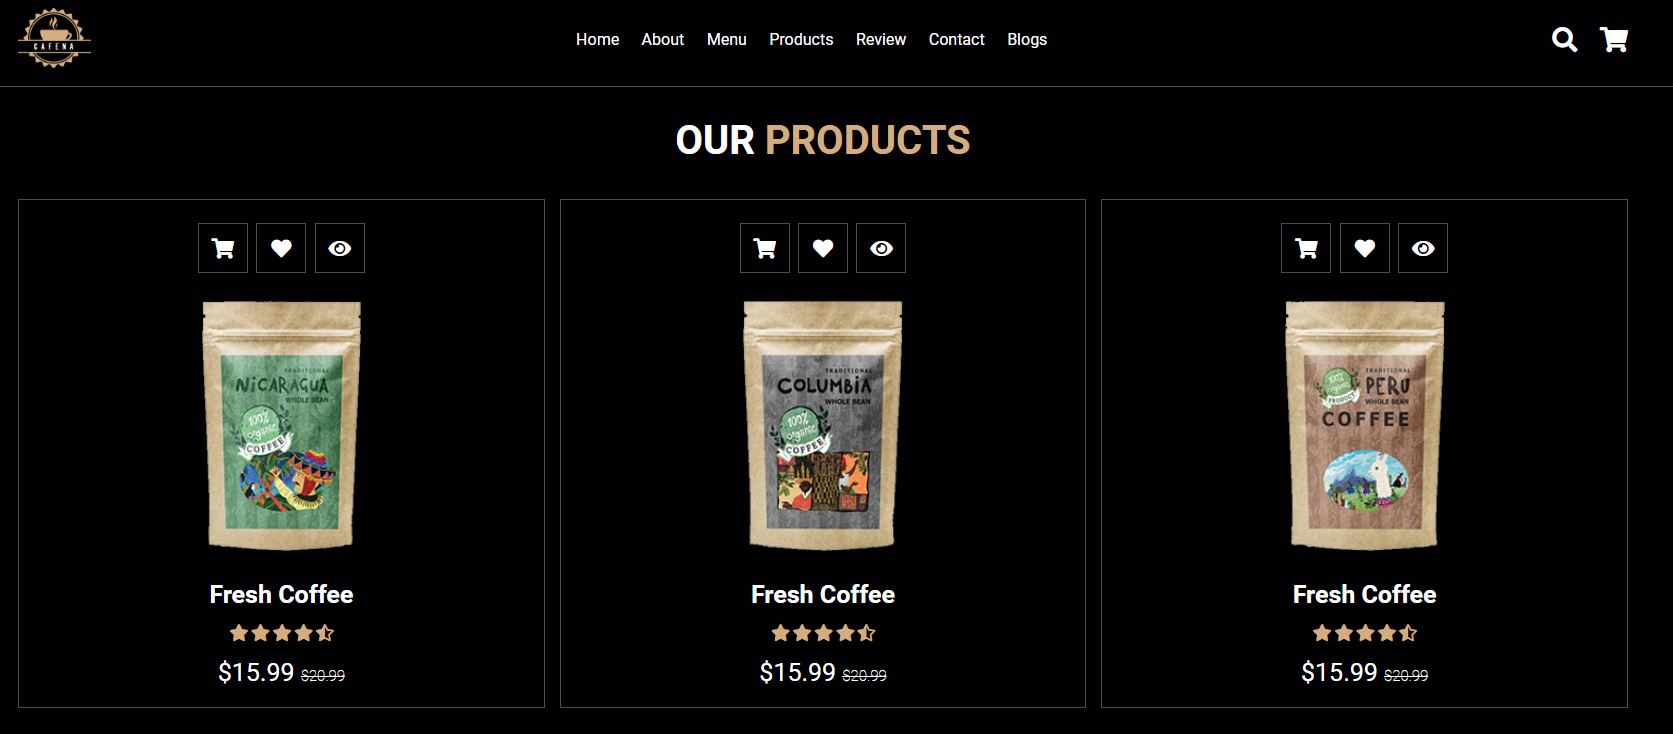 CAFENA
Home About Menu Products Review Contact Blogs
OUR PRODUCTS
TRADITIONAL
NiCARAGUA
WHOLE BEAN
100%
organic
COFFEE
Fresh Coffee
$15.99 $20.99
TRADITIONAL
COLUMBiA
WHOLE BEAN
100%
organic
COFFEE
Fresh Coffee
$15.99 $20.99
TRADITIONAL
PERU
WHOLE BEAN
COFFEE
100%
organic
PRODUCT
Fresh Coffee
$15.99 $20.99